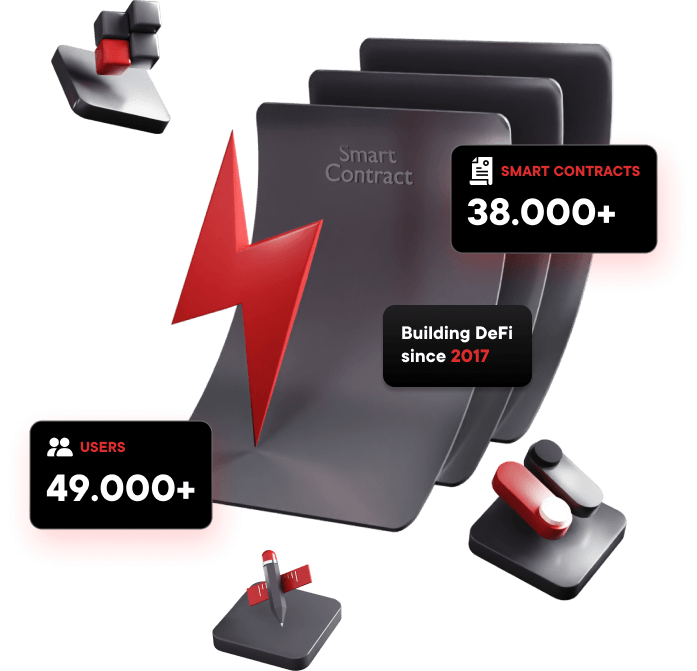 Smart
Contract
SMART CONTRACTS
38.000+
Building DeFi
since 2017
USERS
49.000+